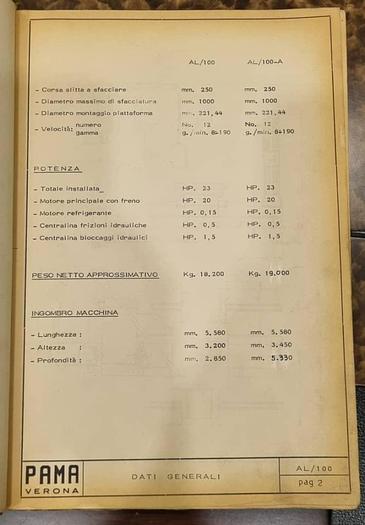 AL/100 AL/100-A
- Corsa slitta a sfacciare mm. 250 mm. 250
- Diametro massimo di sfacciatura mm. 1000 mm. 1000
- Diametro montaggio piattaforma mm. 221,44 mm. 221,44
- Velocità: numero No. 12 No. 12
gamma g./min. 8÷190 g./min. 8÷190
POTENZA
- Totale installata HP. 23 HP. 23
- Motore principale con freno HP. 20 HP. 20
- Motore refrigerante HP. 0,15 HP. 0,15
- Centralina frizioni idrauliche HP. 0,5 HP. 0,5
- Centralina bloccaggi idraulici HP. 1,5 HP. 1,5
PESO NETTO APPROSSIMATIVO Kg. 18,200 Kg. 19,000
INGOMBRO MACCHINA
- Lunghezza : mm. 5,580 mm. 5,580
- Altezza : mm. 3,200 mm. 3,450
- Profondità : mm. 2,850 mm. 5.330
PAMA
VERONA
DATI GENERALI
AL/100
pag 2